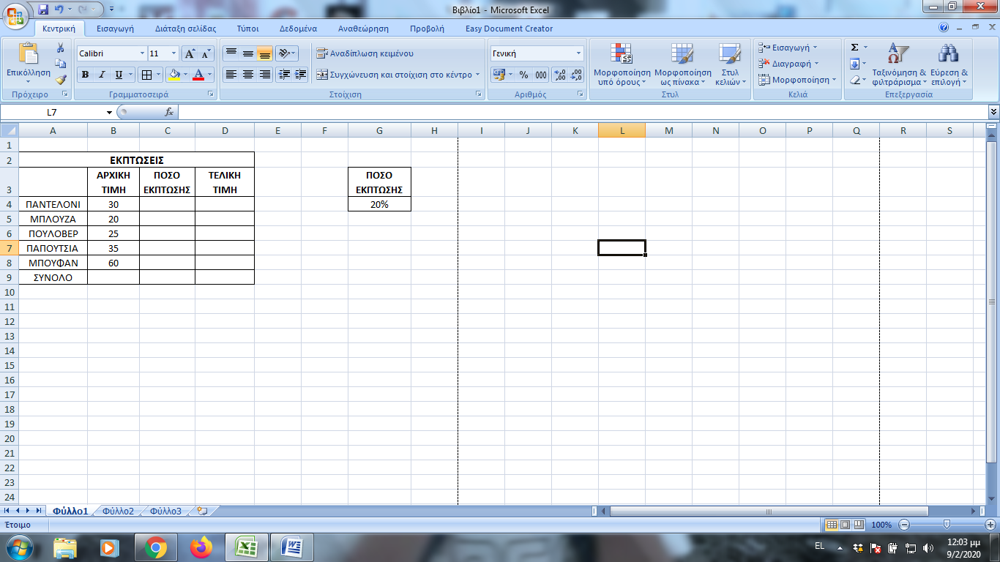 Βιβλίο1 - Microsoft Excel
Κεντρική Εισαγωγή Διάταξη σελίδας Τύποι Δεδομένα Αναθεώρηση Προβολή Easy Document Creator
Επικόλληση
Πρόχειρο
Calibri 11
B I U
Γραμματοσειρά
Αναδίπλωση κειμένου
Συγχώνευση και στοίχιση στο κέντρο
Στοίχιση
Γενική
% 000
Αριθμός
Μορφοποίηση υπό όρους
Μορφοποίηση ως πίνακα
Στυλ κελιών
Στυλ
Εισαγωγή
Διαγραφή
Μορφοποίηση
Κελιά
Ταξινόμηση & φιλτράρισμα
Εύρεση & επιλογή
Επεξεργασία
L7 fx
A B C D E F G H I J K L M N O P Q R S
1
2 ΕΚΠΤΩΣΕΙΣ
3 ΑΡΧΙΚΗ ΤΙΜΗ ΠΟΣΟ ΕΚΠΤΩΣΗΣ ΤΕΛΙΚΗ ΤΙΜΗ ΠΟΣΟ ΕΚΠΤΩΣΗΣ
4 ΠΑΝΤΕΛΟΝΙ 30 20%
5 ΜΠΛΟΥΖΑ 20
6 ΠΟΥΛΟΒΕΡ 25
7 ΠΑΠΟΥΤΣΙΑ 35
8 ΜΠΟΥΦΑΝ 60
9 ΣΥΝΟΛΟ
10
11
12
13
14
15
16
17
18
19
20
21
22
23
24
Φύλλο1 Φύλλο2 Φύλλο3
Έτοιμο 100%
EL 12:03 μμ
9/2/2020